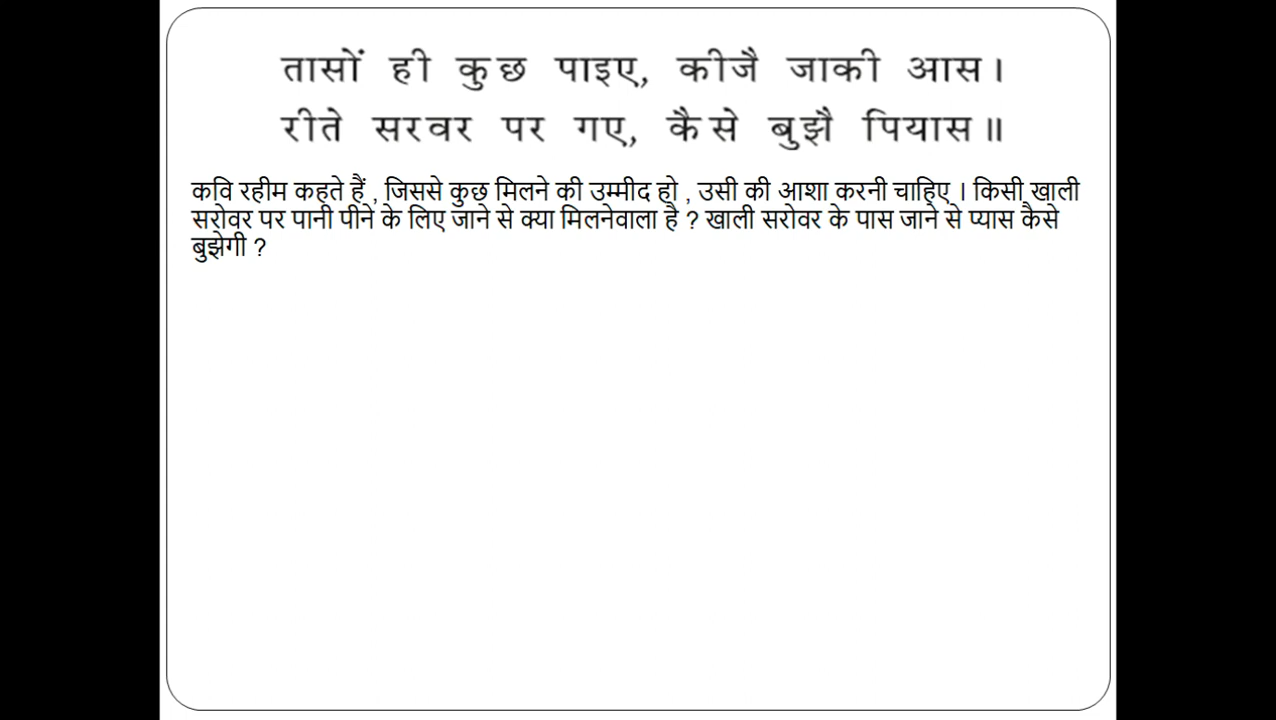 तासों ही कुछ पाइए, कीजै जाकी आस।
रीते सरवर पर गए, कैसे बुझै पियास॥
कवि रहीम कहते हैं , जिससे कुछ मिलने की उम्मीद हो , उसी की आशा करनी चाहिए । किसी खाली
सरोवर पर पानी पीने के लिए जाने से क्या मिलनेवाला है ? खाली सरोवर के पास जाने से प्यास कैसे
बुझेगी ?